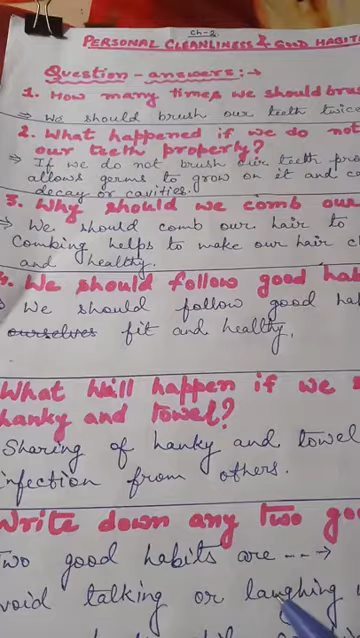 Ch-2
PERSONAL CLEANLINESS & GOOD HABITS
Question-answers:→
1. How many times we should brus
⇒ We should brush our teeth twice
2. What happened if we do not
our teeth properly?
⇒ If we do not brush our teeth pro
allows germs to grow on it and ca
decay or cavities.
3. Why should we comb our
⇒ We should comb our hair to
Combing helps to make our hair c
and healthy.
4. We should follow good hab
We should follow good ha
ourselves fit and healthy.
What will happen if we s
hanky and towel?
Sharing of hanky and towel
infection from others.
Write down any two go
Two good habits are --→
void talking or laughing